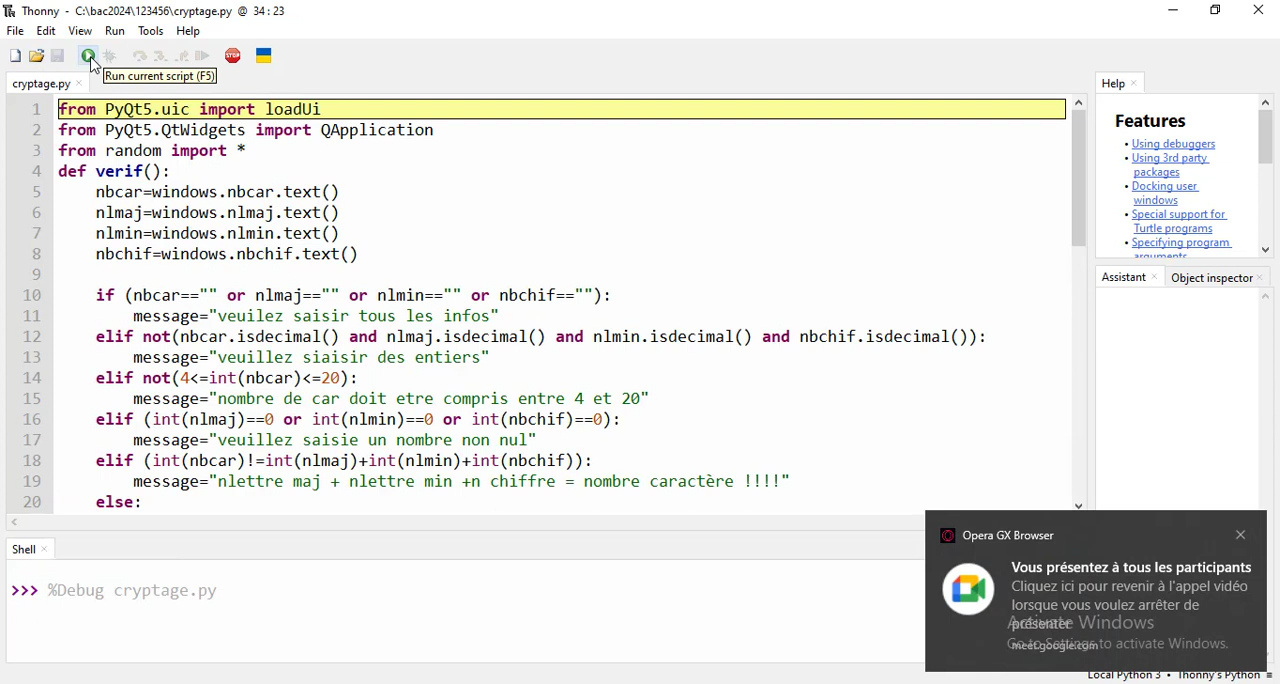 Thonny - C:\bac2024\123456\cryptage.py @ 34 : 23
File Edit View Run Tools Help
Run current script (F5)
cryptage.py
1 from PyQt5.uic import loadUi
2 from PyQt5.QtWidgets import QApplication
3 from random import *
4 def verif():
5 nbcar=windows.nbcar.text()
6 nlmaj=windows.nlmaj.text()
7 nlmin=windows.nlmin.text()
8 nbchif=windows.nbchif.text()
9
10 if (nbcar=="" or nlmaj=="" or nlmin=="" or nbchif==""):
11 message="veuilez saisir tous les infos"
12 elif not(nbcar.isdecimal() and nlmaj.isdecimal() and nlmin.isdecimal() and nbchif.isdecimal()):
13 message="veuillez siaisir des entiers"
14 elif not(4<=int(nbcar)<=20):
15 message="nombre de car doit etre compris entre 4 et 20"
16 elif (int(nlmaj)==0 or int(nlmin)==0 or int(nbchif)==0):
17 message="veuillez saisie un nombre non nul"
18 elif (int(nbcar)!=int(nlmaj)+int(nlmin)+int(nbchif)):
19 message="nlettre maj + nlettre min +n chiffre = nombre caractère !!!!"
20 else:
Shell
>>> %Debug cryptage.py
Help
Features
• Using debuggers
• Using 3rd party
packages
• Docking user
windows
• Special support for
Turtle programs
• Specifying program
arguments
Assistant Object inspector
Opera GX Browser
Vous présentez à tous les participants
Cliquez ici pour revenir à l'appel vidéo
lorsque vous voulez arrêter de
présenter
meet.google.com
Activate Windows
Go to Settings to activate Windows.
Local Python 3 • Thonny's Python